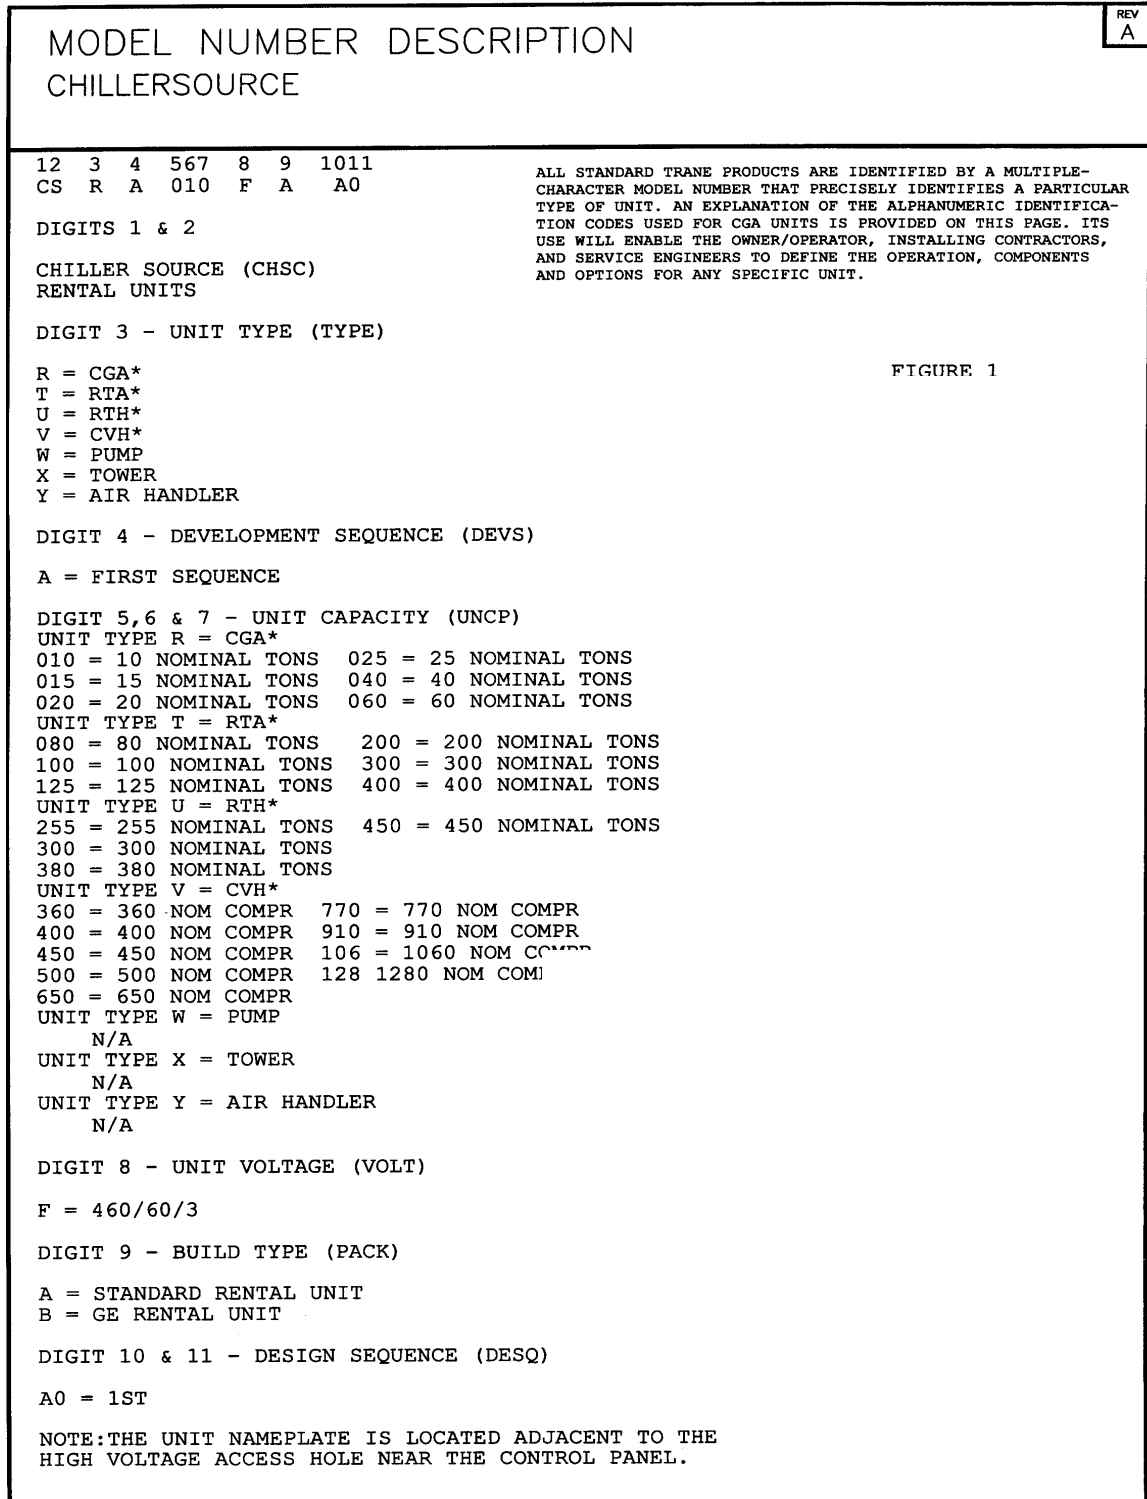 MODEL NUMBER DESCRIPTION
CHILLERSOURCE
REV
A
12 3 4 567 8 9 1011
CS R A 010 F A A0
ALL STANDARD TRANE PRODUCTS ARE IDENTIFIED BY A MULTIPLE-
CHARACTER MODEL NUMBER THAT PRECISELY IDENTIFIES A PARTICULAR
TYPE OF UNIT. AN EXPLANATION OF THE ALPHANUMERIC IDENTIFICA-
TION CODES USED FOR CGA UNITS IS PROVIDED ON THIS PAGE. ITS
USE WILL ENABLE THE OWNER/OPERATOR, INSTALLING CONTRACTORS,
AND SERVICE ENGINEERS TO DEFINE THE OPERATION, COMPONENTS
AND OPTIONS FOR ANY SPECIFIC UNIT.
DIGITS 1 & 2
CHILLER SOURCE (CHSC)
RENTAL UNITS
DIGIT 3 - UNIT TYPE (TYPE)
R = CGA*
FIGURE 1
T = RTA*
U = RTH*
V = CVH*
W = PUMP
X = TOWER
Y = AIR HANDLER
DIGIT 4 - DEVELOPMENT SEQUENCE (DEVS)
A = FIRST SEQUENCE
DIGIT 5,6 & 7 - UNIT CAPACITY (UNCP)
UNIT TYPE R = CGA*
010 = 10 NOMINAL TONS 025 = 25 NOMINAL TONS
015 = 15 NOMINAL TONS 040 = 40 NOMINAL TONS
020 = 20 NOMINAL TONS 060 = 60 NOMINAL TONS
UNIT TYPE T = RTA*
080 = 80 NOMINAL TONS 200 = 200 NOMINAL TONS
100 = 100 NOMINAL TONS 300 = 300 NOMINAL TONS
125 = 125 NOMINAL TONS 400 = 400 NOMINAL TONS
UNIT TYPE U = RTH*
255 = 255 NOMINAL TONS 450 = 450 NOMINAL TONS
300 = 300 NOMINAL TONS
380 = 380 NOMINAL TONS
UNIT TYPE V = CVH*
360 = 360 NOM COMPR 770 = 770 NOM COMPR
400 = 400 NOM COMPR 910 = 910 NOM COMPR
450 = 450 NOM COMPR 106 = 1060 NOM COMPR
500 = 500 NOM COMPR 128 1280 NOM
650 = 650 NOM COMPR
UNIT TYPE W = PUMP
N/A
UNIT TYPE X = TOWER
N/A
UNIT TYPE Y = AIR HANDLER
N/A
DIGIT 8 - UNIT VOLTAGE (VOLT)
F = 460/60/3
DIGIT 9 - BUILD TYPE (PACK)
A = STANDARD RENTAL UNIT
B = GE RENTAL UNIT
DIGIT 10 & 11 - DESIGN SEQUENCE (DESQ)
A0 = 1ST
NOTE:THE UNIT NAMEPLATE IS LOCATED ADJACENT TO THE
HIGH VOLTAGE ACCESS HOLE NEAR THE CONTROL PANEL.